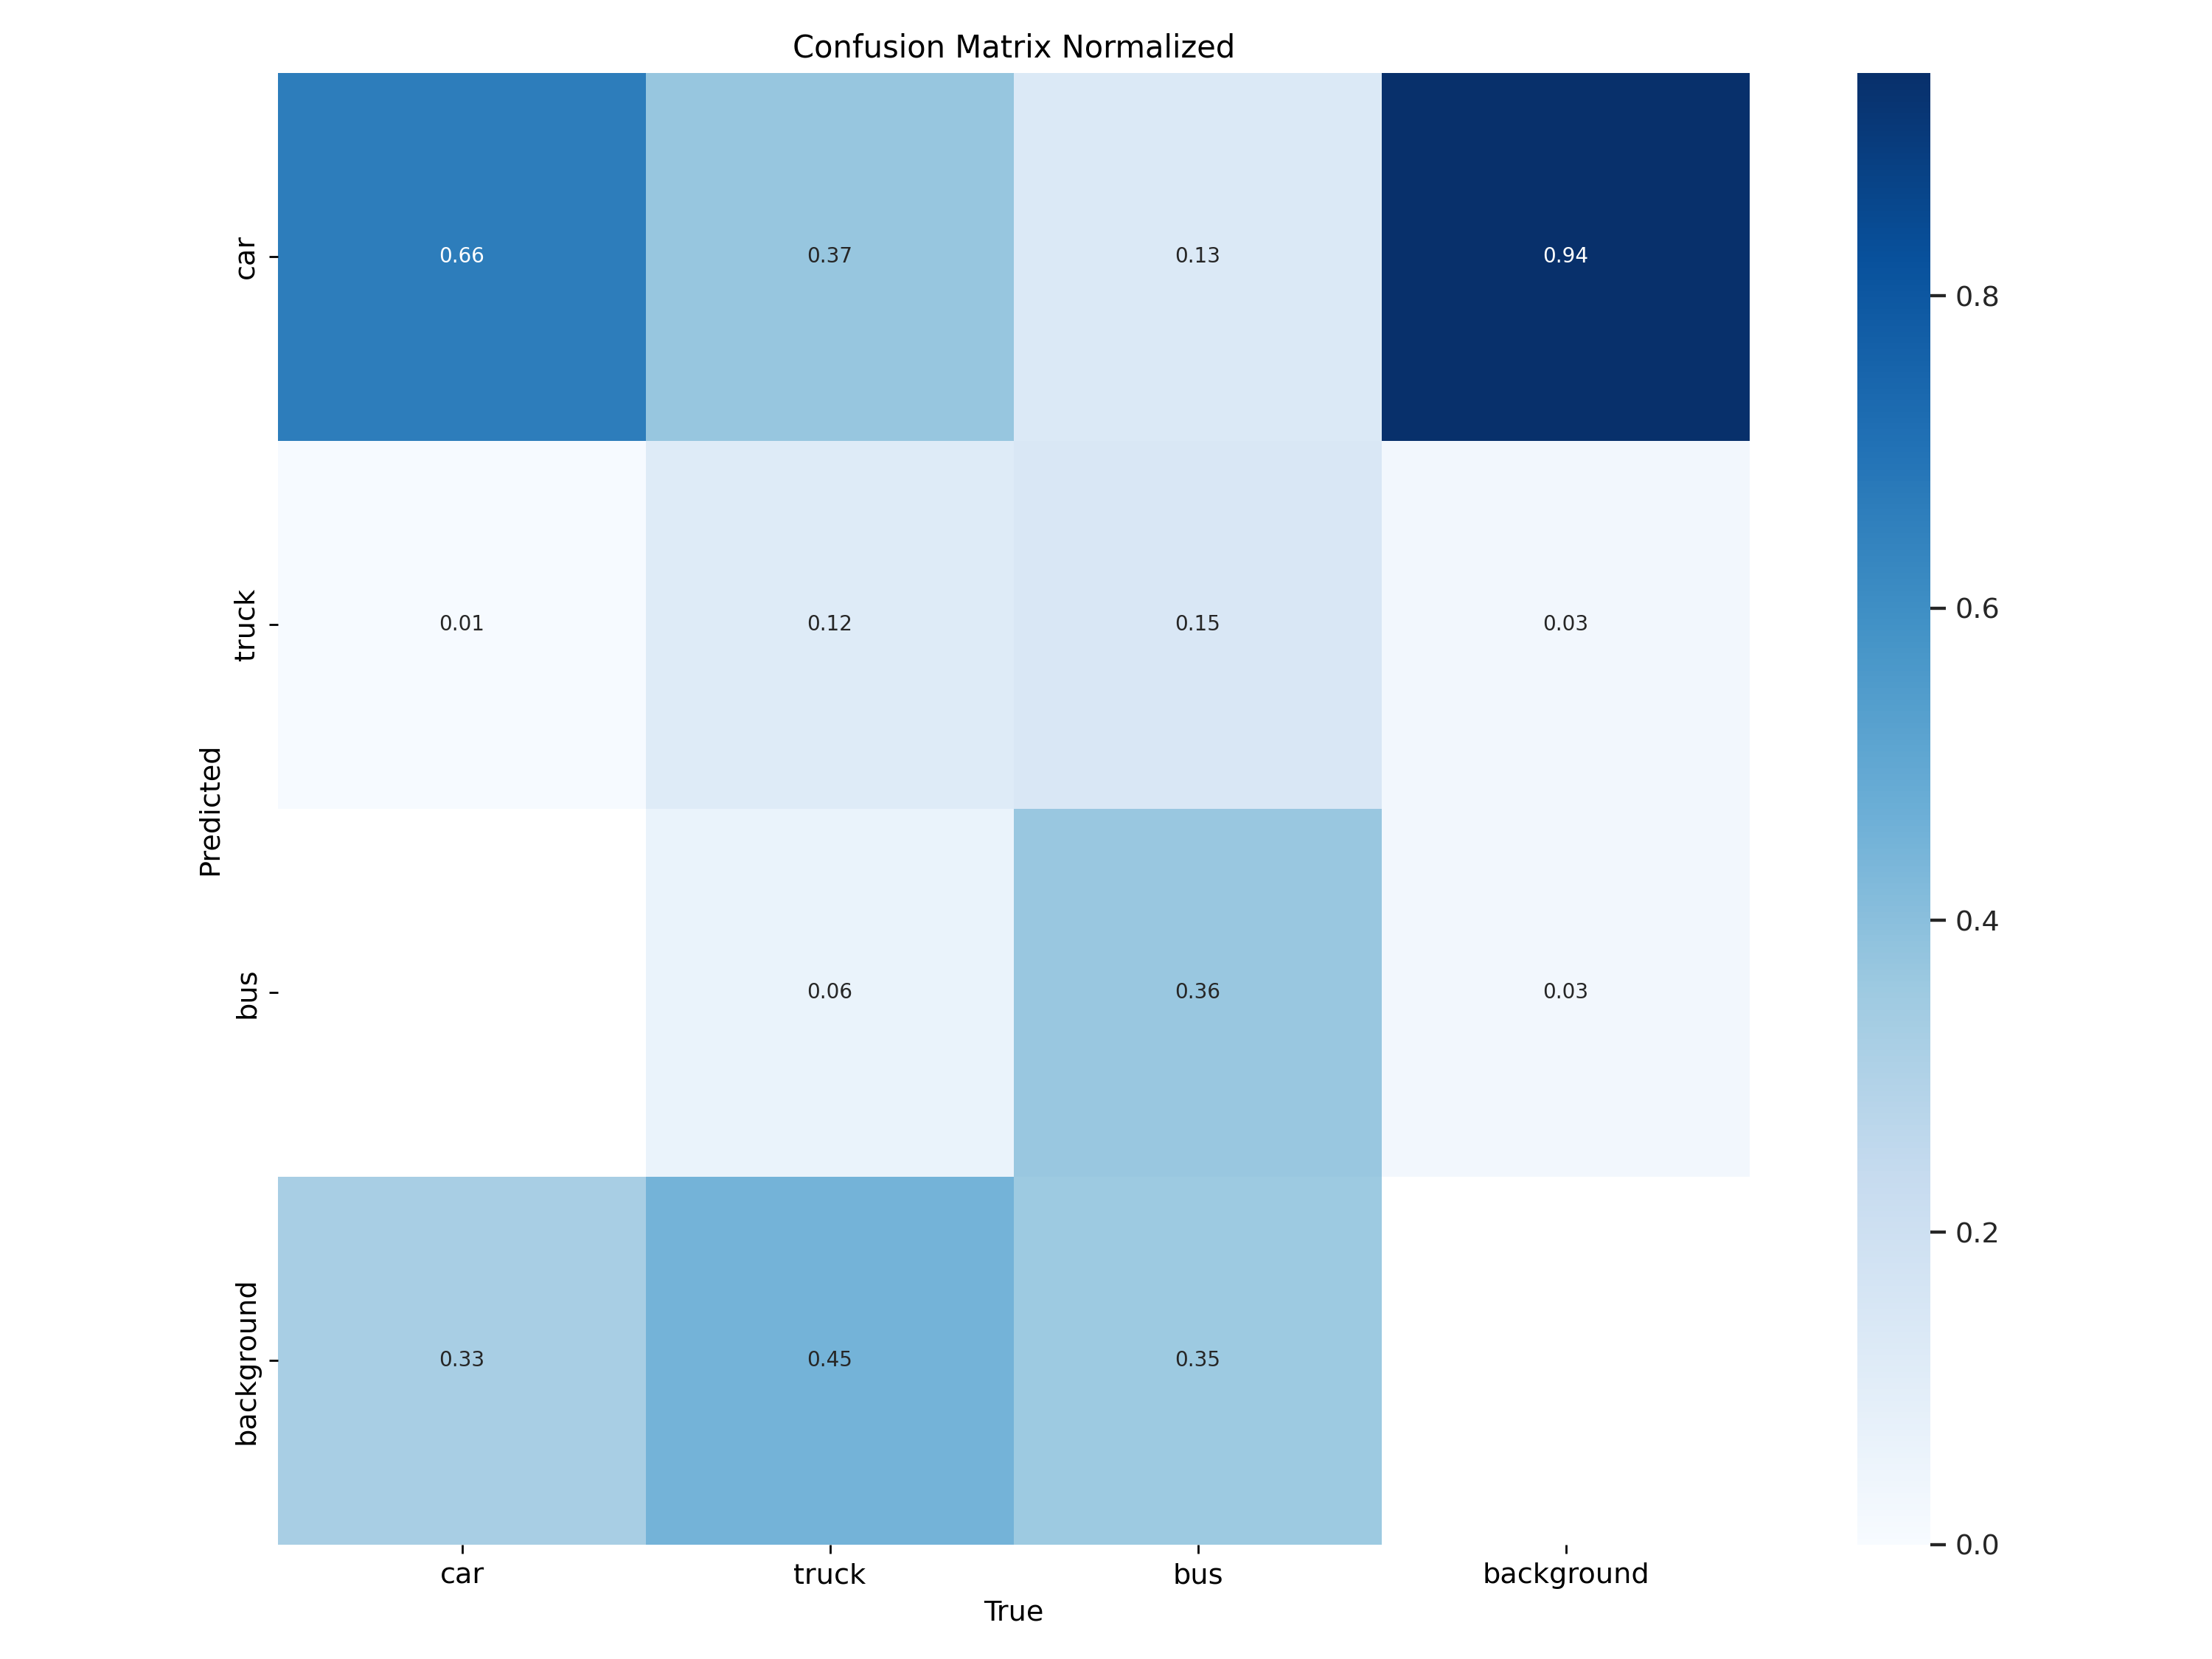 Confusion Matrix Normalized
car 0.66 0.37 0.13 0.94
truck 0.01 0.12 0.15 0.03
bus 0.06 0.36 0.03
background 0.33 0.45 0.35
car truck bus background
True
Predicted
0.8
0.6
0.4
0.2
0.0